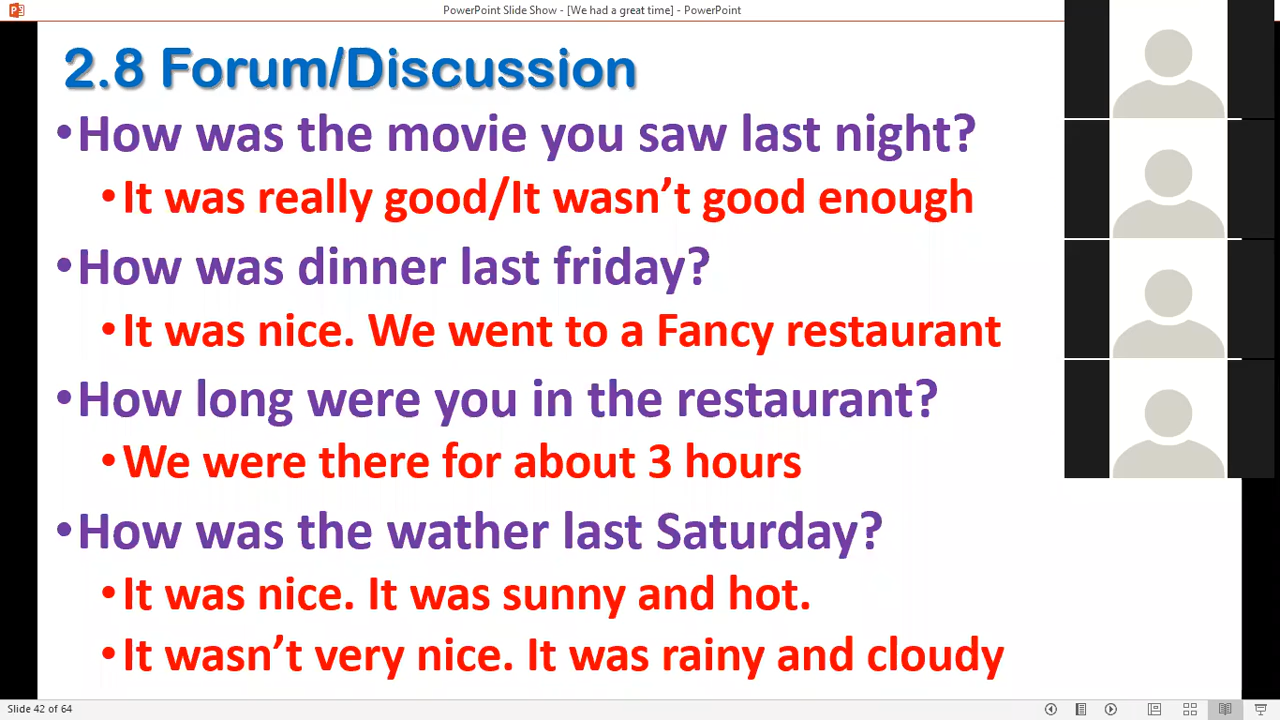 PowerPoint Slide Show - [We had a great time] - PowerPoint
2.8 Forum/Discussion
•How was the movie you saw last night?
•It was really good/It wasn’t good enough
•How was dinner last friday?
•It was nice. We went to a Fancy restaurant
•How long were you in the restaurant?
•We were there for about 3 hours
•How was the wather last Saturday?
•It was nice. It was sunny and hot.
•It wasn’t very nice. It was rainy and cloudy
Slide 42 of 64